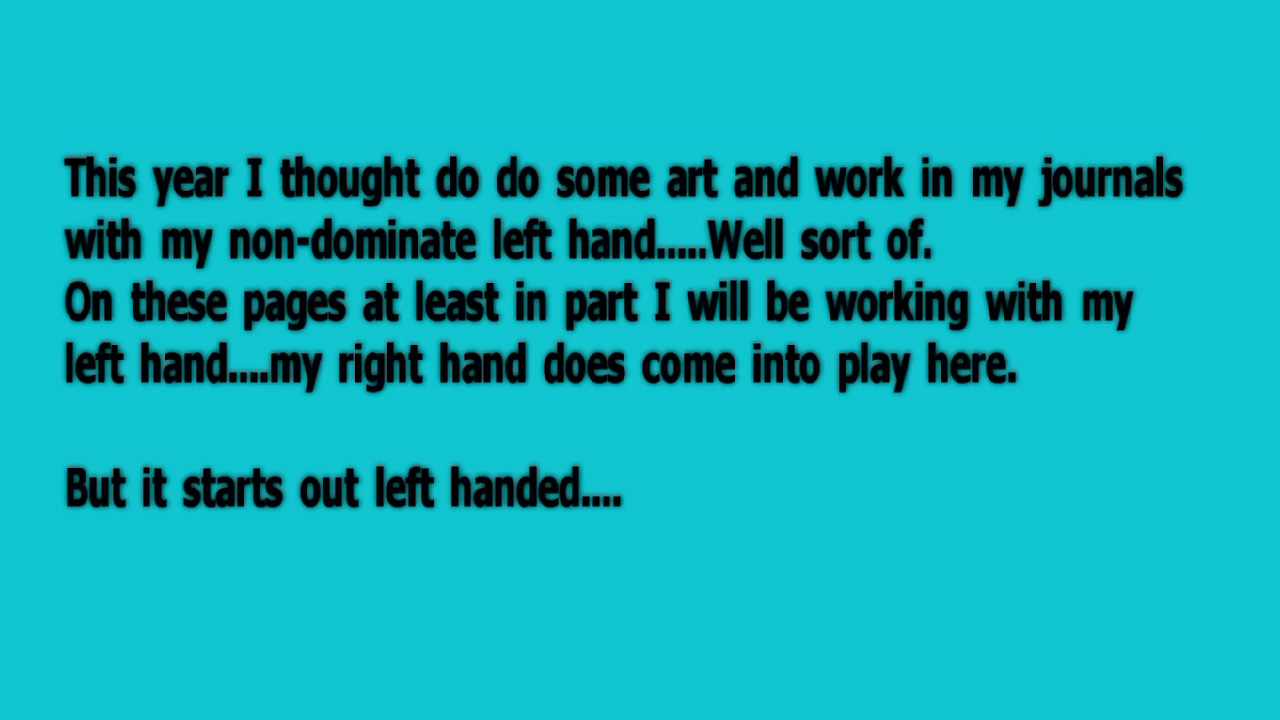 This year I thought do do some art and work in my journals
with my non-dominate left hand.....Well sort of.
On these pages at least in part I will be working with my
left hand....my right hand does come into play here.
But it starts out left handed....